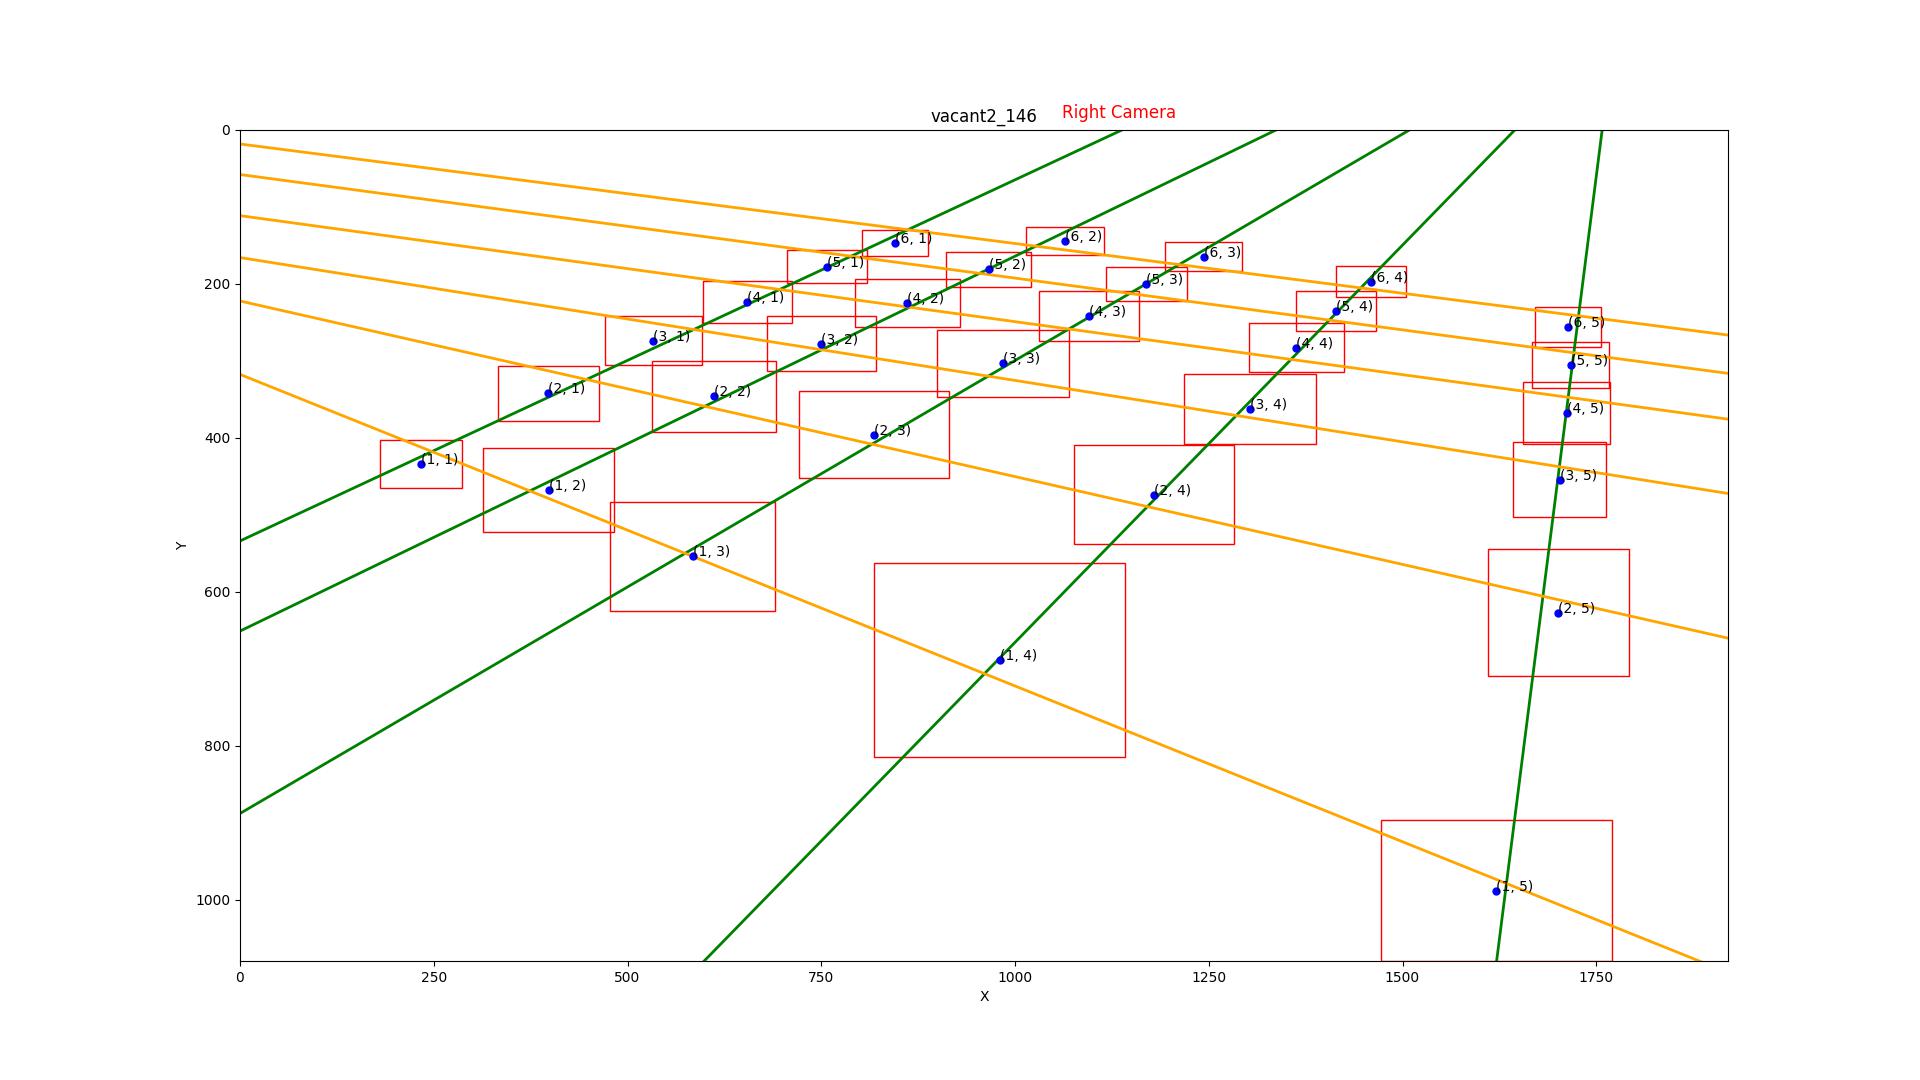 vacant2_146 Right Camera
0
200
400
600
800
1000
Y
(6, 1) (6, 2) (6, 3) (6, 4) (6, 5)
(5, 1) (5, 2) (5, 3) (5, 4) (5, 5)
(4, 1) (4, 2) (4, 3) (4, 4) (4, 5)
(3, 1) (3, 2) (3, 3) (3, 4) (3, 5)
(2, 1) (2, 2) (2, 3) (2, 4) (2, 5)
(1, 1) (1, 2) (1, 3) (1, 4) (1, 5)
0 250 500 750 1000 1250 1500 1750
X